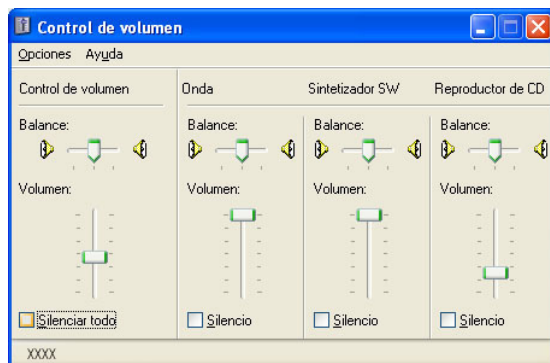 Control de volumen
Opciones Ayuda
Control de volumen Onda Sintetizador SW Reproductor de CD
Balance: Balance: Balance: Balance:
Volumen: Volumen: Volumen: Volumen:
Silenciar todo Silencio Silencio Silencio
XXXX